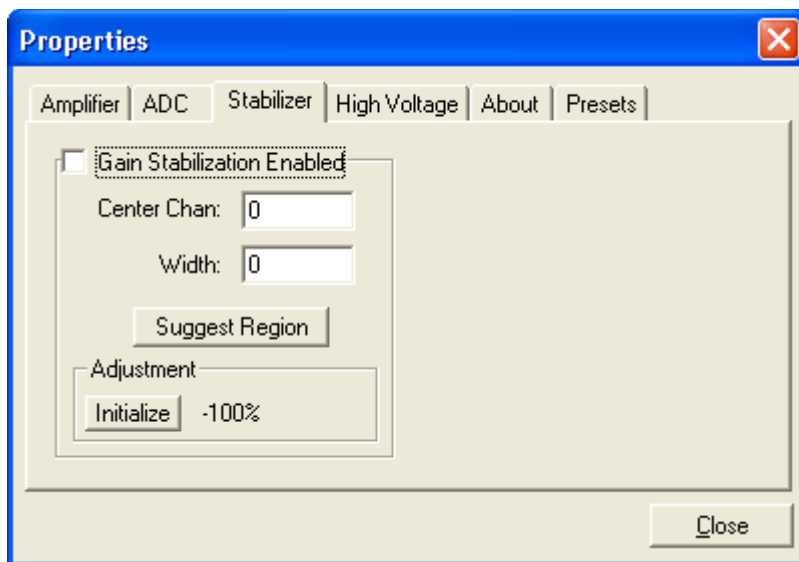 Properties
Amplifier ADC Stabilizer High Voltage About Presets
Gain Stabilization Enabled
Center Chan: 0
Width: 0
Suggest Region
Adjustment
Initialize -100%
Close